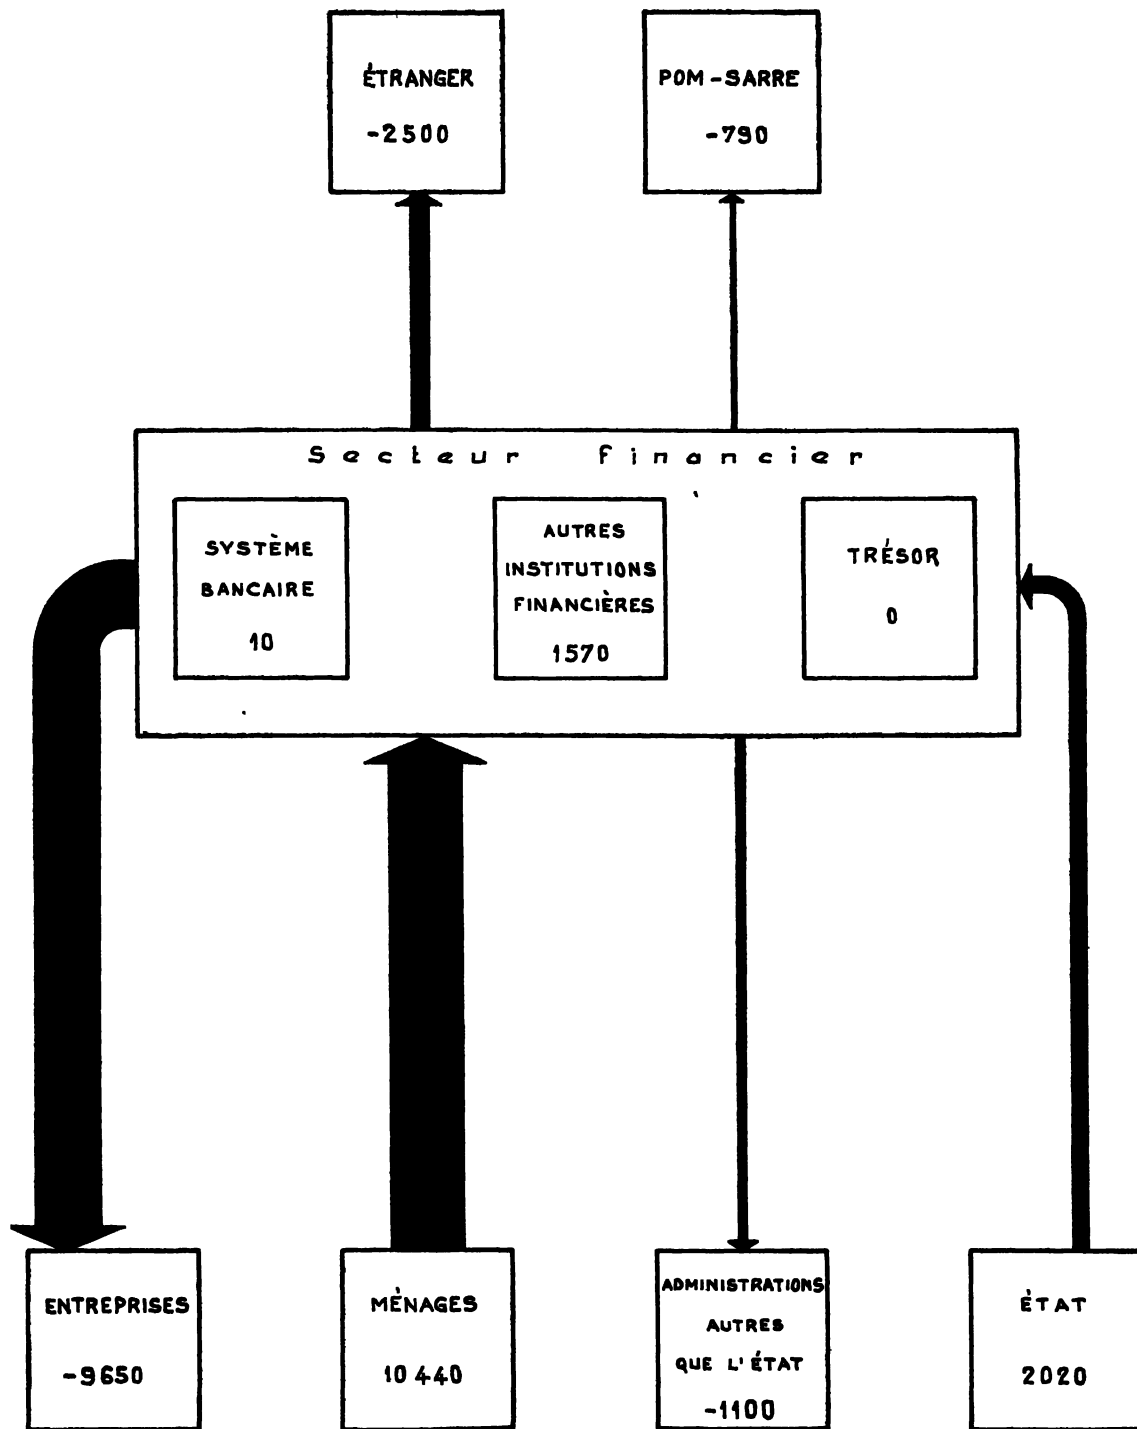 ÉTRANGER
-2500
POM-SARRE
-790
Secteur financier
SYSTÈME
BANCAIRE
10
AUTRES
INSTITUTIONS
FINANCIÈRES
1570
TRÉSOR
0
ENTREPRISES
-9650
MÉNAGES
10 440
ADMINISTRATIONS
AUTRES
QUE L'ÉTAT
-1100
ÉTAT
2020